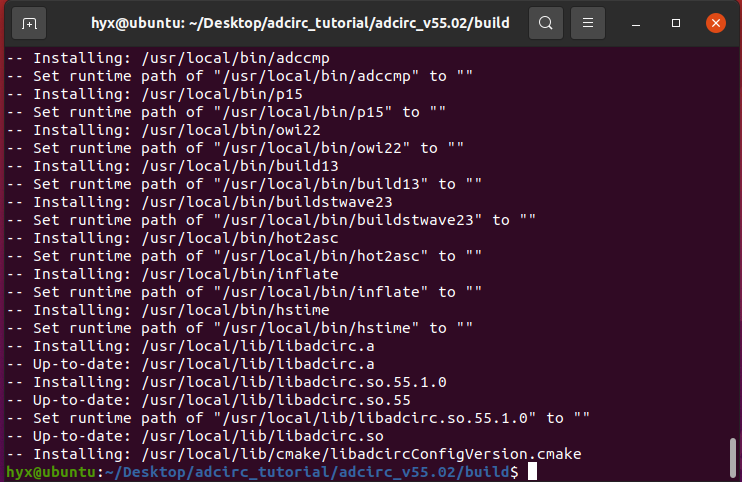 hyx@ubuntu: ~/Desktop/adcirc_tutorial/adcirc_v55.02/build
-- Installing: /usr/local/bin/adccmp
-- Set runtime path of "/usr/local/bin/adccmp" to ""
-- Installing: /usr/local/bin/p15
-- Set runtime path of "/usr/local/bin/p15" to ""
-- Installing: /usr/local/bin/owi22
-- Set runtime path of "/usr/local/bin/owi22" to ""
-- Installing: /usr/local/bin/build13
-- Set runtime path of "/usr/local/bin/build13" to ""
-- Installing: /usr/local/bin/buildstwave23
-- Set runtime path of "/usr/local/bin/buildstwave23" to ""
-- Installing: /usr/local/bin/hot2asc
-- Set runtime path of "/usr/local/bin/hot2asc" to ""
-- Installing: /usr/local/bin/inflate
-- Set runtime path of "/usr/local/bin/inflate" to ""
-- Installing: /usr/local/bin/hstime
-- Set runtime path of "/usr/local/bin/hstime" to ""
-- Installing: /usr/local/lib/libadcirc.a
-- Up-to-date: /usr/local/lib/libadcirc.a
-- Installing: /usr/local/lib/libadcirc.so.55.1.0
-- Up-to-date: /usr/local/lib/libadcirc.so.55
-- Set runtime path of "/usr/local/lib/libadcirc.so.55.1.0" to ""
-- Up-to-date: /usr/local/lib/libadcirc.so
-- Installing: /usr/local/lib/cmake/libadcircConfigVersion.cmake
hyx@ubuntu:~/Desktop/adcirc_tutorial/adcirc_v55.02/build$